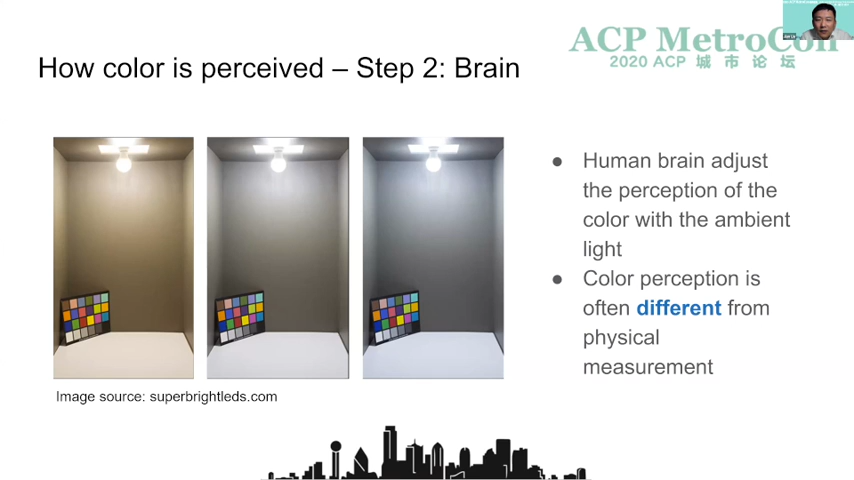 ACP MetroCon
2020 ACP 城市论坛
How color is perceived – Step 2: Brain
● Human brain adjust
the perception of the
color with the ambient
light
● Color perception is
often different from
physical
measurement
Image source: superbrightleds.com